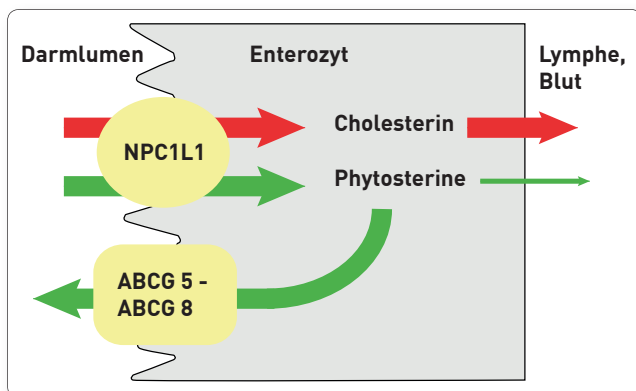 Darmlumen
Enterozyt
Lymphe,
Blut
NPC1L1
Cholesterin
Phytosterine
ABCG 5 -
ABCG 8